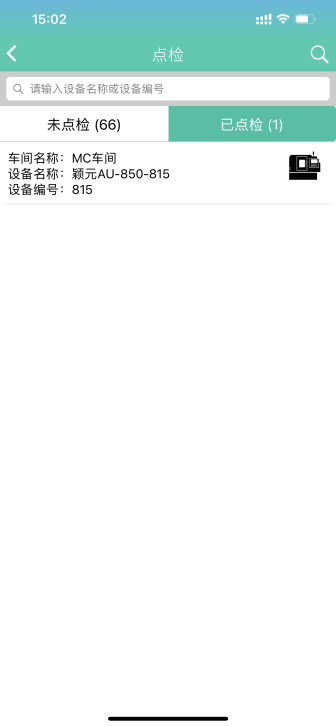 15:02
点检
请输入设备名称或设备编号
未点检 (66)
已点检 (1)
车间名称：MC车间
设备名称：颖元AU-850-815
设备编号：815